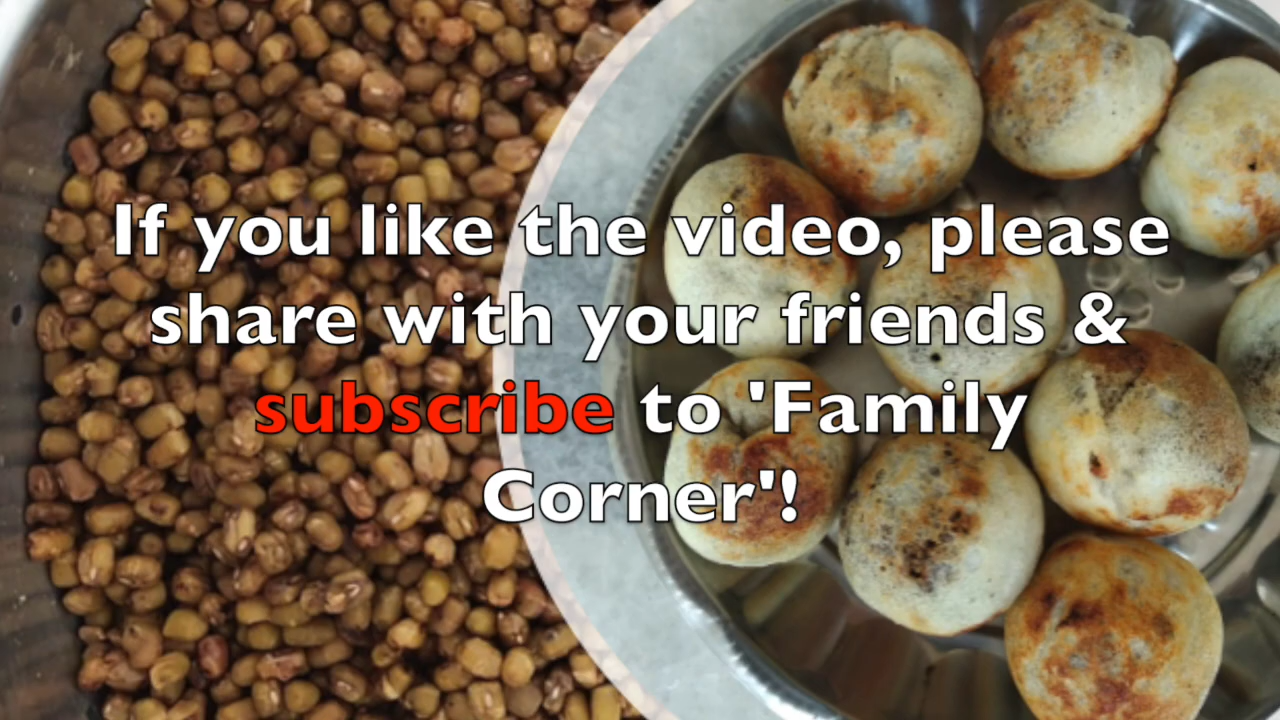 If you like the video, please
share with your friends &
subscribe to 'Family
Corner'!